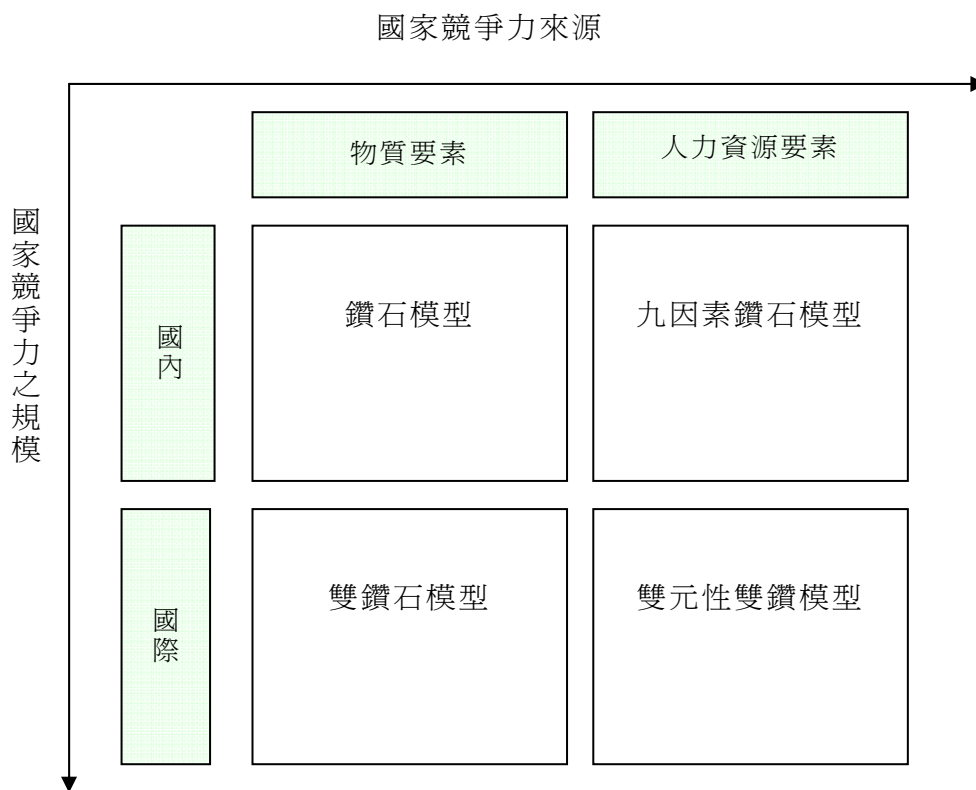 國家競爭力來源
物質要素
人力資源要素
國家競爭力之規模
國內
鑽石模型
九因素鑽石模型
國際
雙鑽石模型
雙元性雙鑽模型